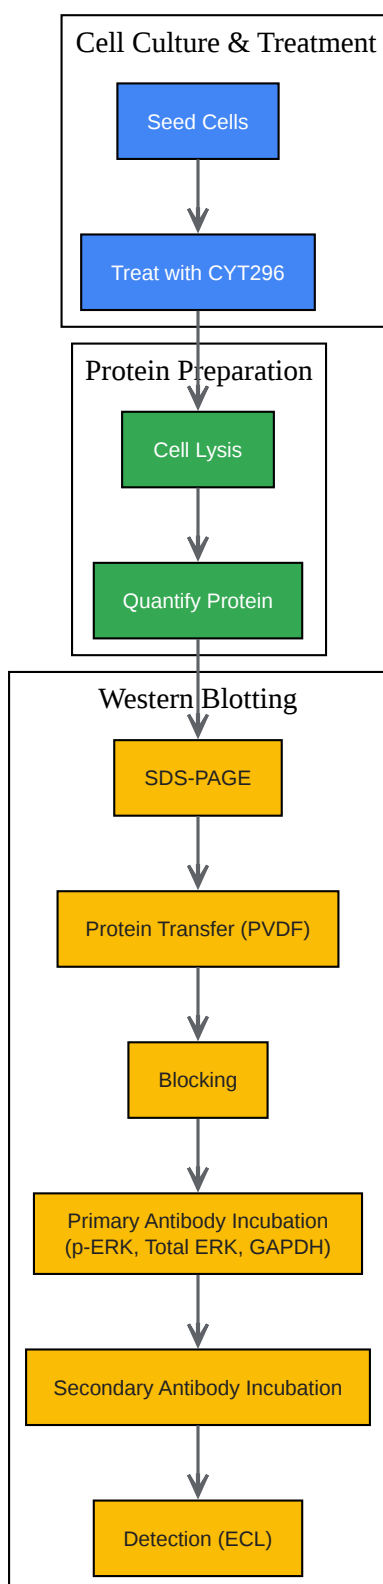 Cell Culture & Treatment
Seed Cells
Treat with CYT296
Protein Preparation
Cell Lysis
Quantify Protein
Western Blotting
SDS-PAGE
Protein Transfer (PVDF)
Blocking
Primary Antibody Incubation
(p-ERK, Total ERK, GAPDH)
Secondary Antibody Incubation
Detection (ECL)